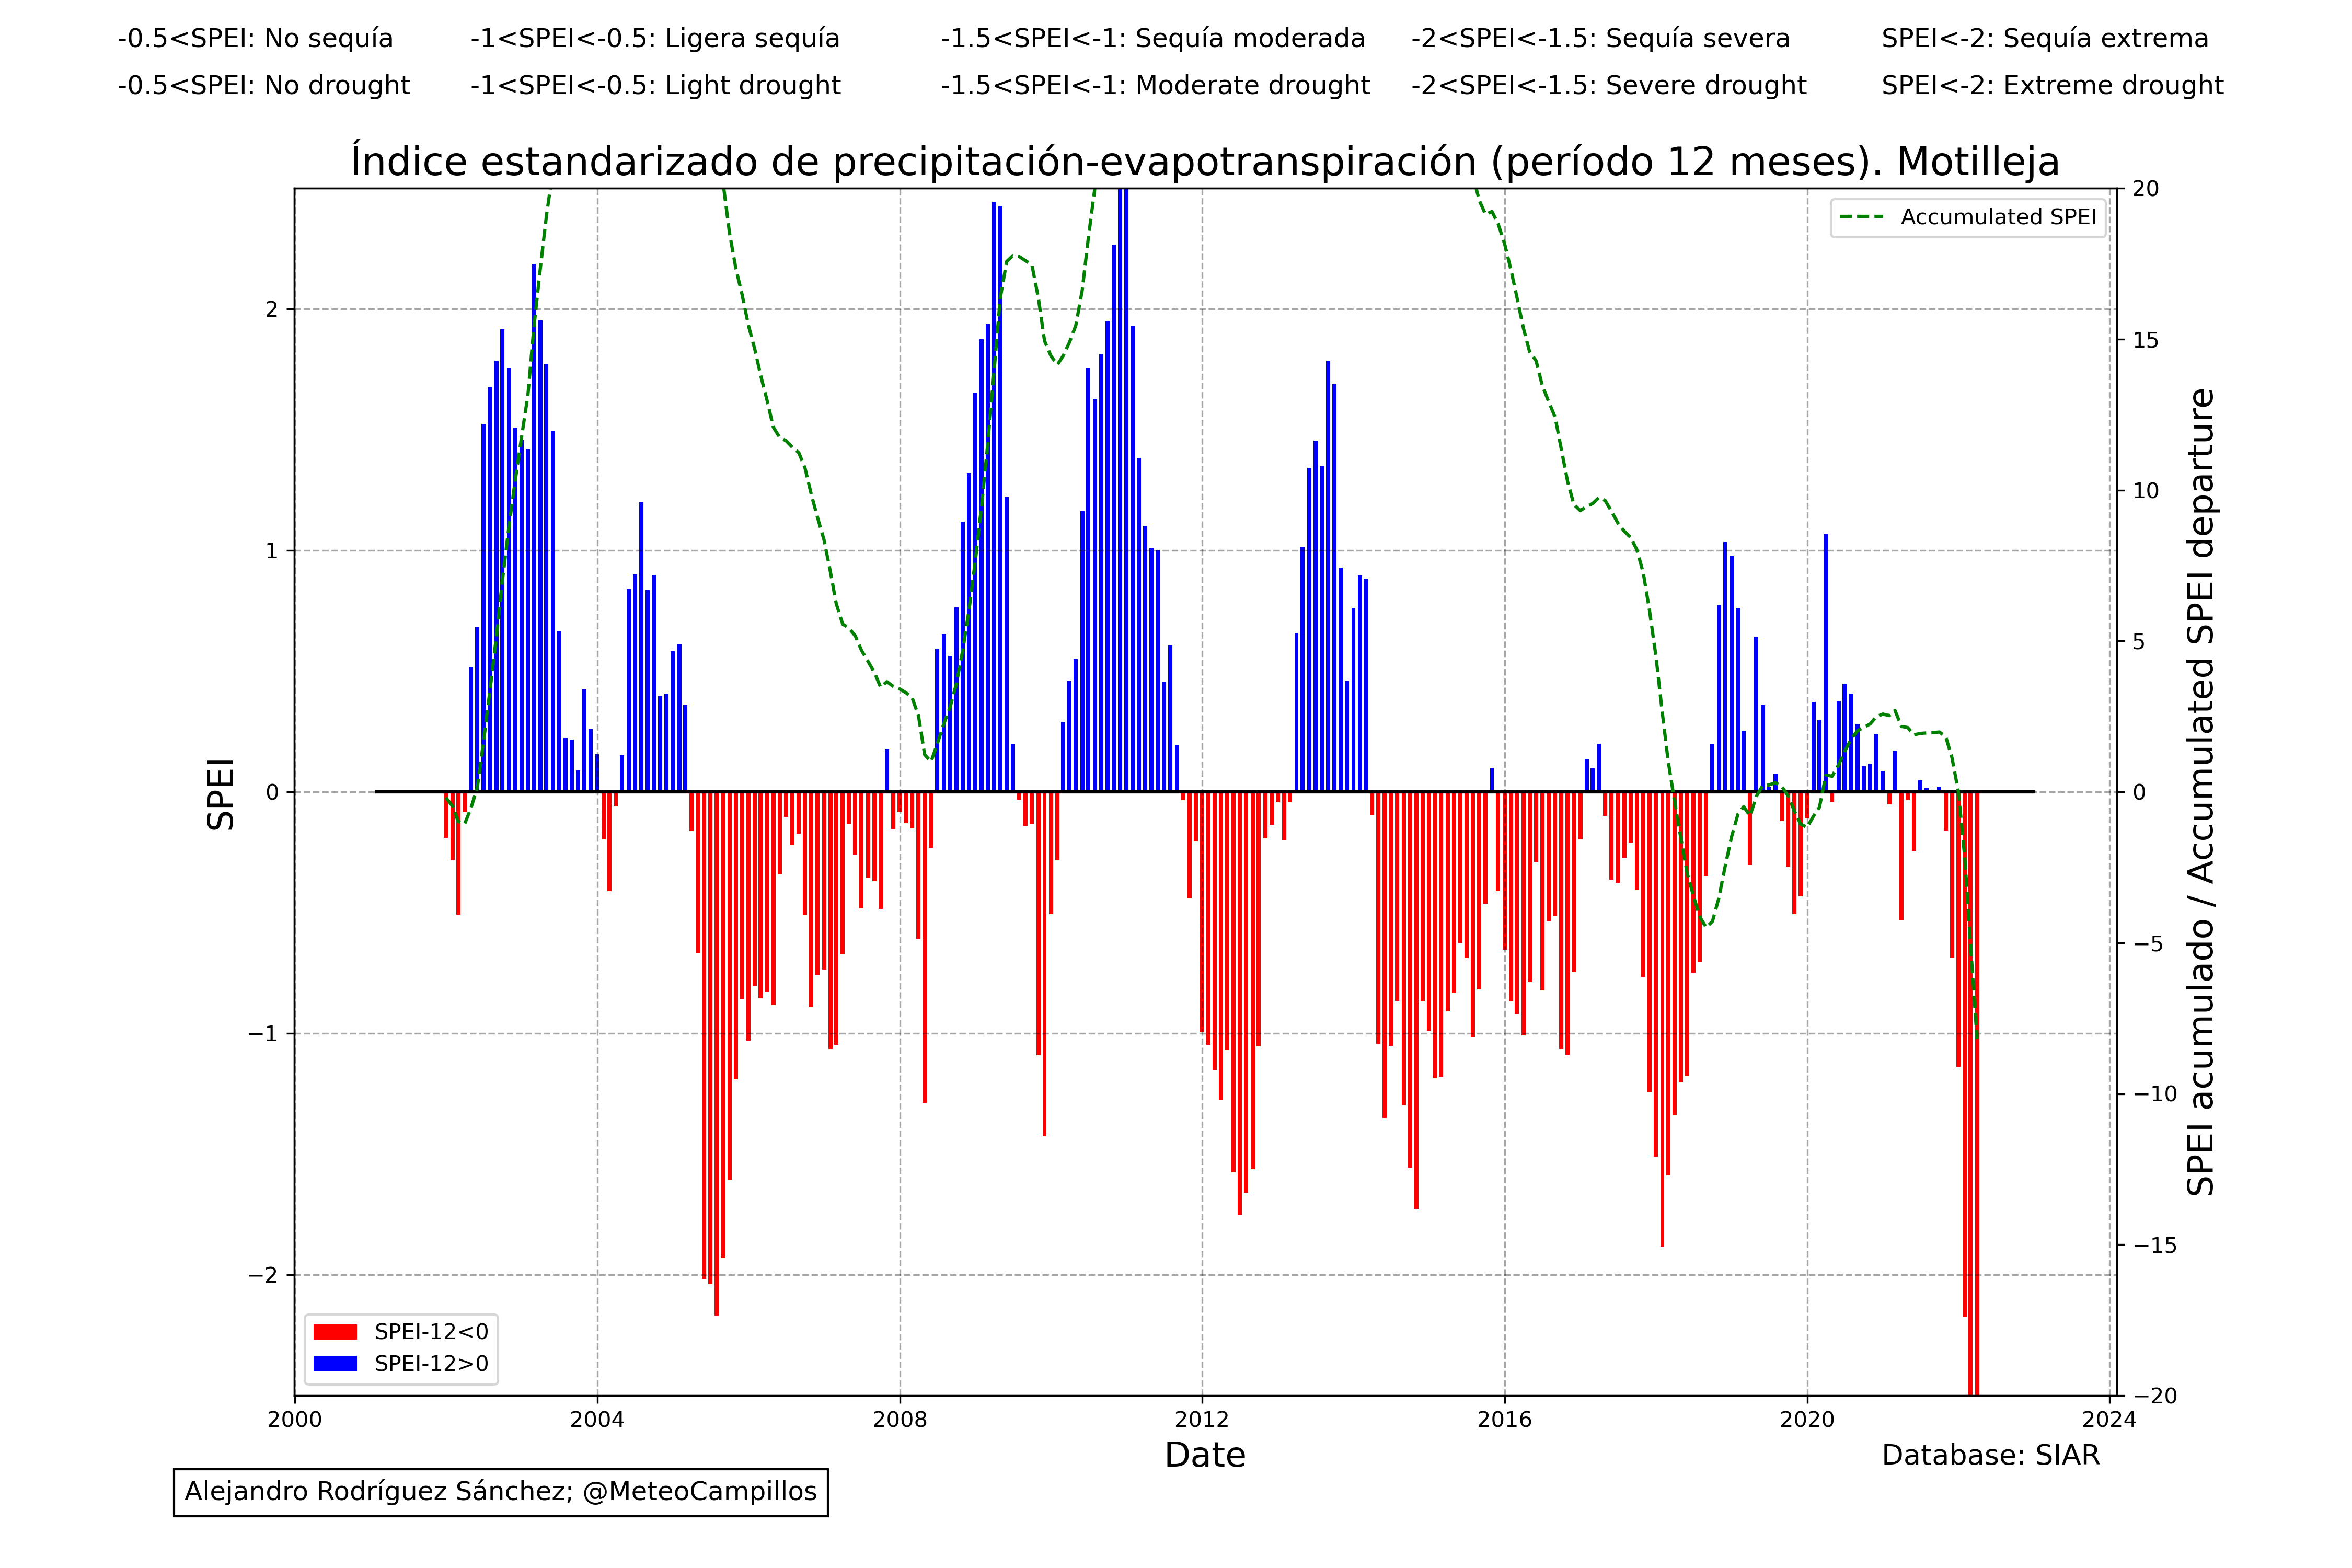 -0.5<SPEI: No sequía -1<SPEI<-0.5: Ligera sequía -1.5<SPEI<-1: Sequía moderada -2<SPEI<-1.5: Sequía severa SPEI<-2: Sequía extrema
-0.5<SPEI: No drought -1<SPEI<-0.5: Light drought -1.5<SPEI<-1: Moderate drought -2<SPEI<-1.5: Severe drought SPEI<-2: Extreme drought
Índice estandarizado de precipitación-evapotranspiración (período 12 meses). Motilleja
Accumulated SPEI
SPEI
2
1
0
−1
−2
20
15
10
5
0
−5
−10
−15
−20
SPEI acumulado / Accumulated SPEI departure
SPEI-12<0
SPEI-12>0
2000 2004 2008 2012 2016 2020 2024
Date
Database: SIAR
Alejandro Rodríguez Sánchez; @MeteoCampillos